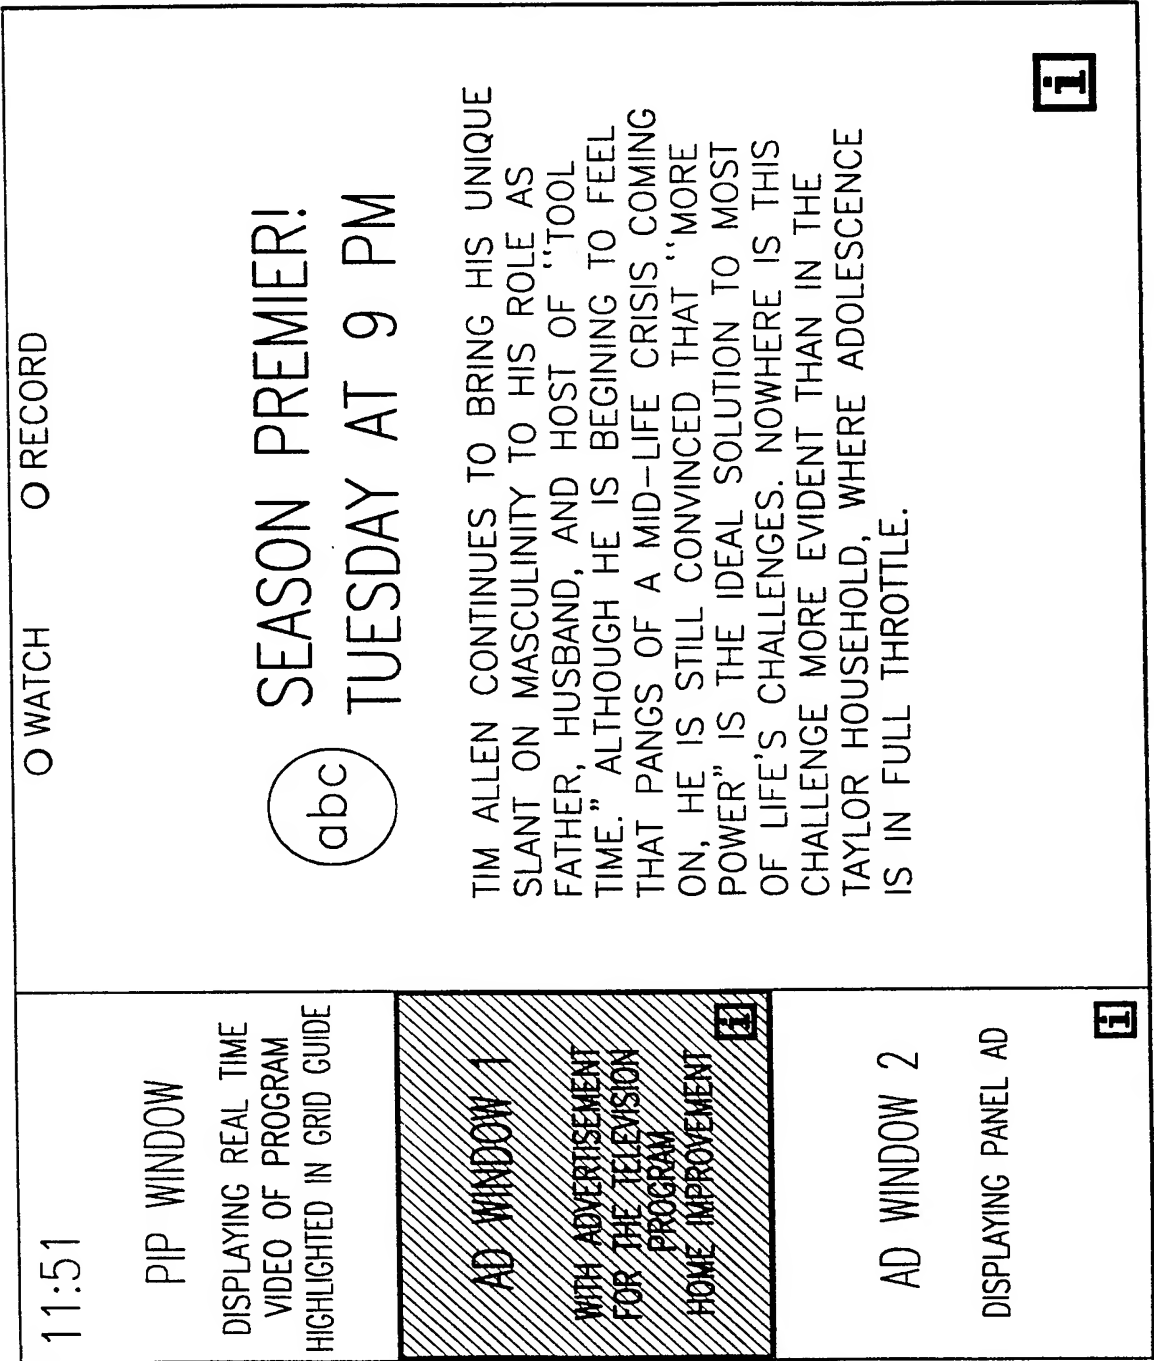 11:51
PIP WINDOW
DISPLAYING REAL TIME
VIDEO OF PROGRAM
HIGHLIGHTED IN GRID GUIDE
AD WINDOW 1
WITH ADVERTISEMENT
FOR THE TELEVISION
PROGRAM
HOME IMPROVEMENT
i
AD WINDOW 2
DISPLAYING PANEL AD
i
O WATCH O RECORD
abc
SEASON PREMIER!
TUESDAY AT 9 PM
TIM ALLEN CONTINUES TO BRING HIS UNIQUE
SLANT ON MASCULINITY TO HIS ROLE AS
FATHER, HUSBAND, AND HOST OF ``TOOL
TIME.” ALTHOUGH HE IS BEGINING TO FEEL
THAT PANGS OF A MID-LIFE CRISIS COMING
ON, HE IS STILL CONVINCED THAT ``MORE
POWER” IS THE IDEAL SOLUTION TO MOST
OF LIFE'S CHALLENGES. NOWHERE IS THIS
CHALLENGE MORE EVIDENT THAN IN THE
TAYLOR HOUSEHOLD, WHERE ADOLESCENCE
IS IN FULL THROTTLE.
i